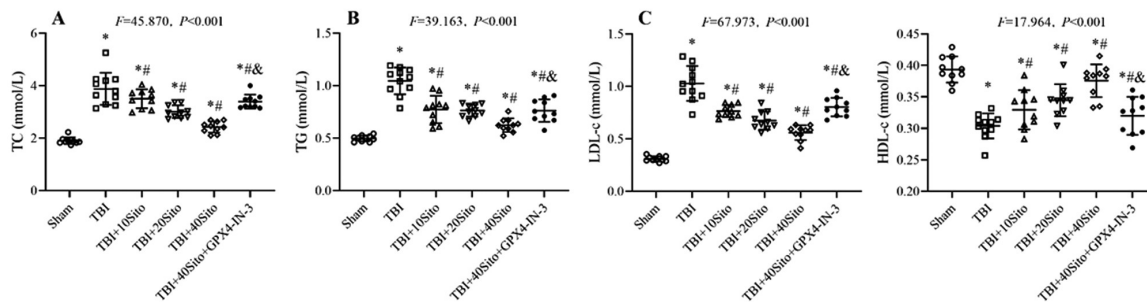 A
F=45.870, P<0.001
TC (mmol/L)
6
4
2
0
*
*#
*#
*#
*#&
Sham
TBI
TBI+10Sito
TBI+20Sito
TBI+40Sito
TBI+40Sito+GPX4-IN-3
B
F=39.163, P<0.001
TG (mmol/L)
1.5
1.0
0.5
0.0
*
*#
*#
*#
*#&
Sham
TBI
TBI+10Sito
TBI+20Sito
TBI+40Sito
TBI+40Sito+GPX4-IN-3
C
F=67.973, P<0.001
LDL-c (mmol/L)
1.5
1.0
0.5
0.0
*
*#
*#
*#
*#&
Sham
TBI
TBI+10Sito
TBI+20Sito
TBI+40Sito
TBI+40Sito+GPX4-IN-3
F=17.964, P<0.001
HDL-c (mmol/L)
0.45
0.40
0.35
0.30
0.25
0.20
*
*#
*#
*#
*#&
Sham
TBI
TBI+10Sito
TBI+20Sito
TBI+40Sito
TBI+40Sito+GPX4-IN-3